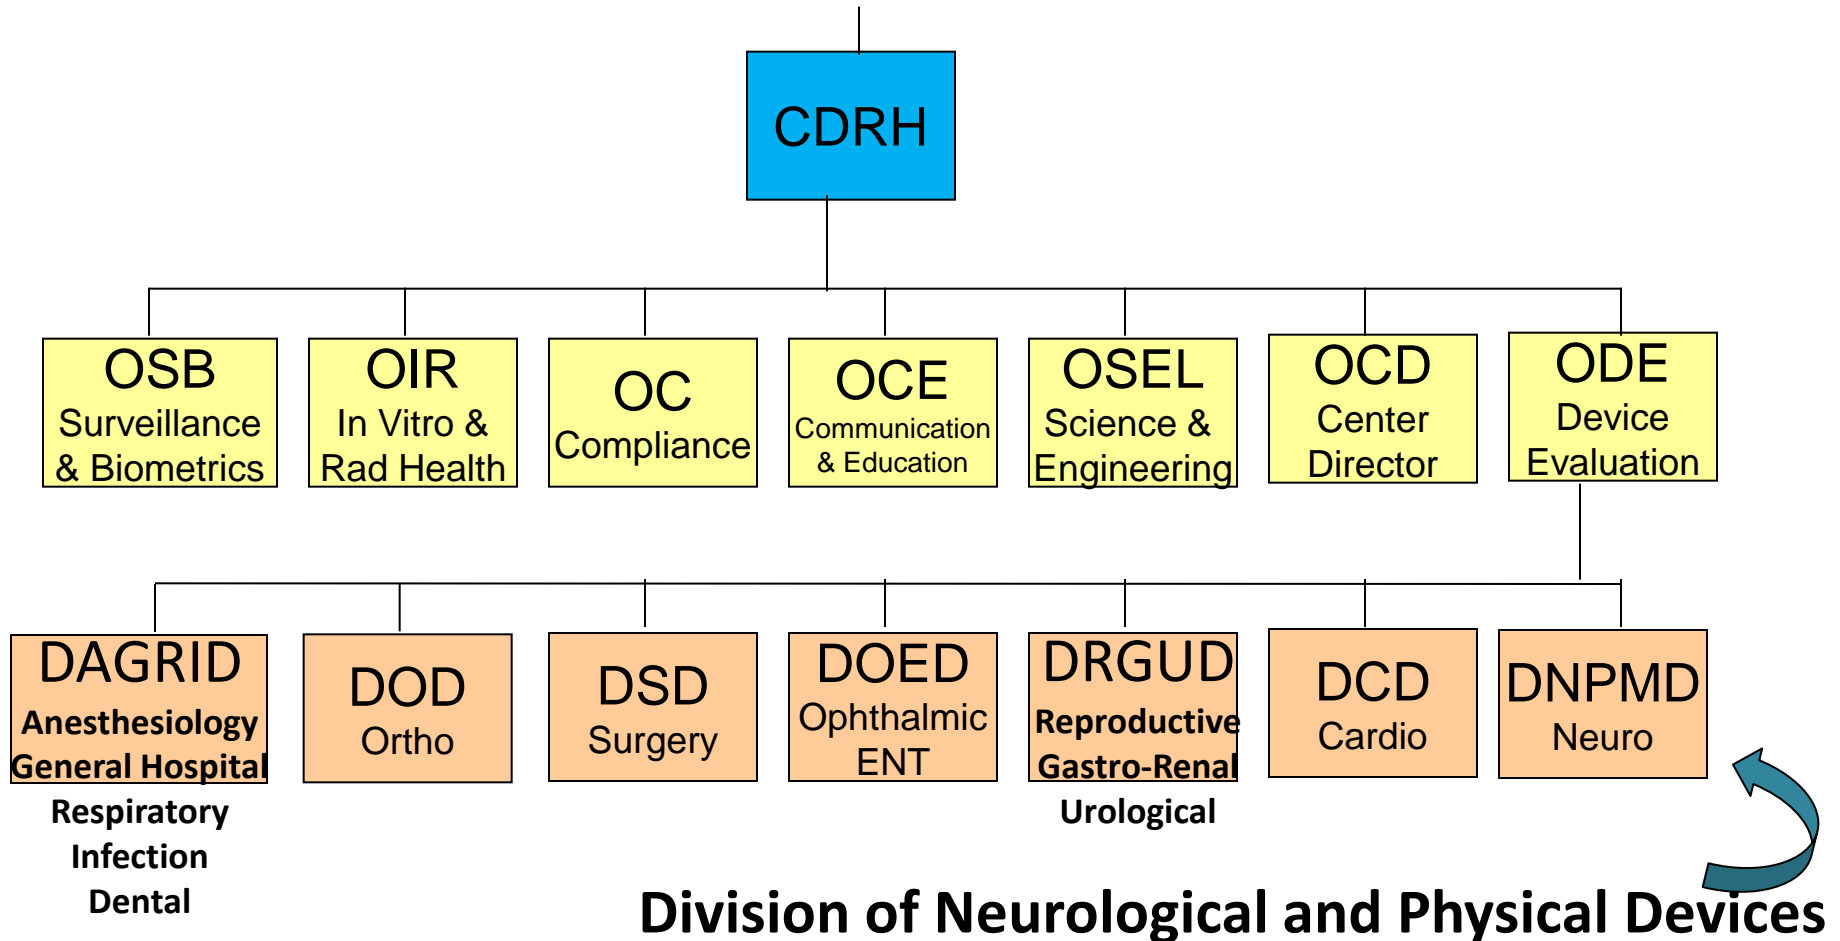 CDRH
OSB
Surveillance
& Biometrics
OIR
In Vitro &
Rad Health
OC
Compliance
OCE
Communication
& Education
OSEL
Science &
Engineering
OCD
Center
Director
ODE
Device
Evaluation
DAGRID
Anesthesiology
General Hospital
Respiratory
Infection
Dental
DOD
Ortho
DSD
Surgery
DOED
Ophthalmic
ENT
DRGUD
Reproductive
Gastro-Renal
Urological
DCD
Cardio
DNPMD
Neuro
Division of Neurological and Physical Devices